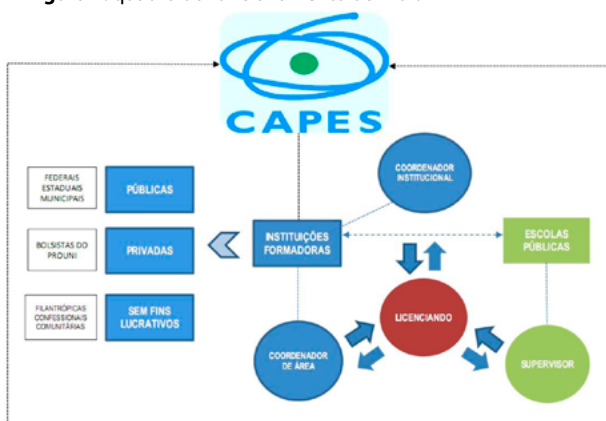 CAPES
COORDENADOR
INSTITUCIONAL
FEDERAIS
ESTADUAIS
MUNICIPAIS
PÚBLICAS
BOLSISTAS DO
PROUNI
PRIVADAS
INSTITUIÇÕES
FORMADORAS
ESCOLAS
PÚBLICAS
FILANTRÓPICAS
CONFESSIONAIS
COMUNITÁRIAS
SEM FINS
LUCRATIVOS
LICENCIANDO
COORDENADOR
DE ÁREA
SUPERVISOR